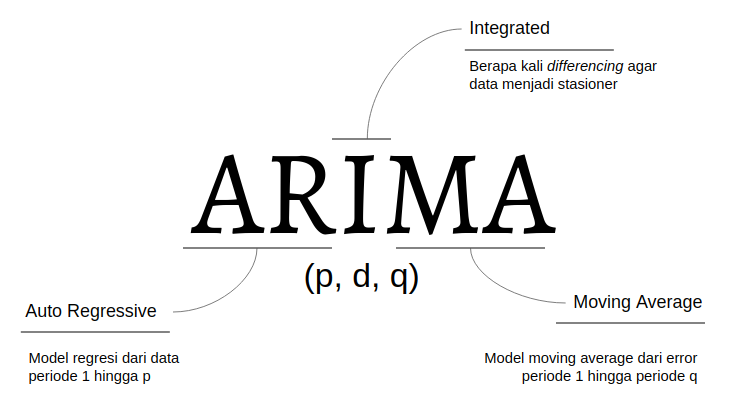 Integrated
Berapa kali differencing agar
data menjadi stasioner
ARIMA
(p, d, q)
Auto Regressive
Model regresi dari data
periode 1 hingga p
Moving Average
Model moving average dari error
periode 1 hingga periode q